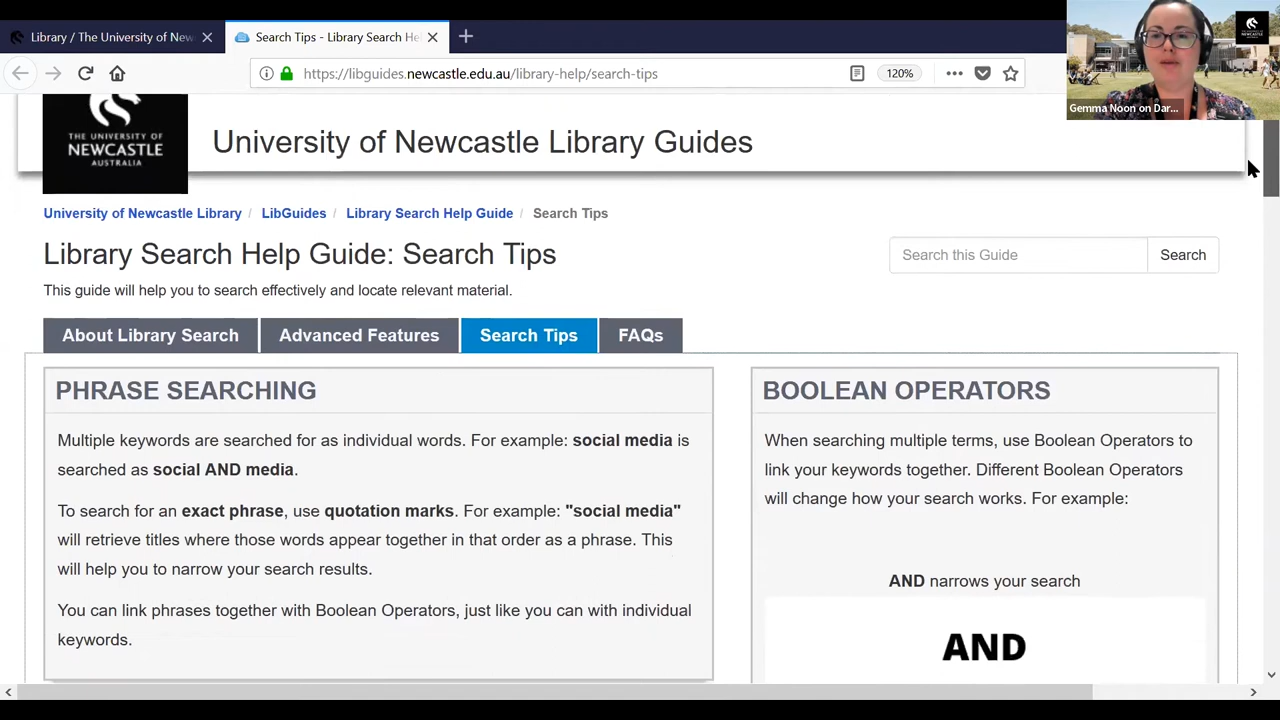 Library / The University of New
Search Tips - Library Search He
https://libguides.newcastle.edu.au/library-help/search-tips
120%
Gemma Noon on Dar...
THE UNIVERSITY OF
NEWCASTLE
AUSTRALIA
University of Newcastle Library Guides
University of Newcastle Library / LibGuides / Library Search Help Guide / Search Tips
Library Search Help Guide: Search Tips
Search this Guide
Search
This guide will help you to search effectively and locate relevant material.
About Library Search
Advanced Features
Search Tips
FAQs
PHRASE SEARCHING
Multiple keywords are searched for as individual words. For example: social media is
searched as social AND media.
To search for an exact phrase, use quotation marks. For example: "social media"
will retrieve titles where those words appear together in that order as a phrase. This
will help you to narrow your search results.
You can link phrases together with Boolean Operators, just like you can with individual
keywords.
BOOLEAN OPERATORS
When searching multiple terms, use Boolean Operators to
link your keywords together. Different Boolean Operators
will change how your search works. For example:
AND narrows your search
AND